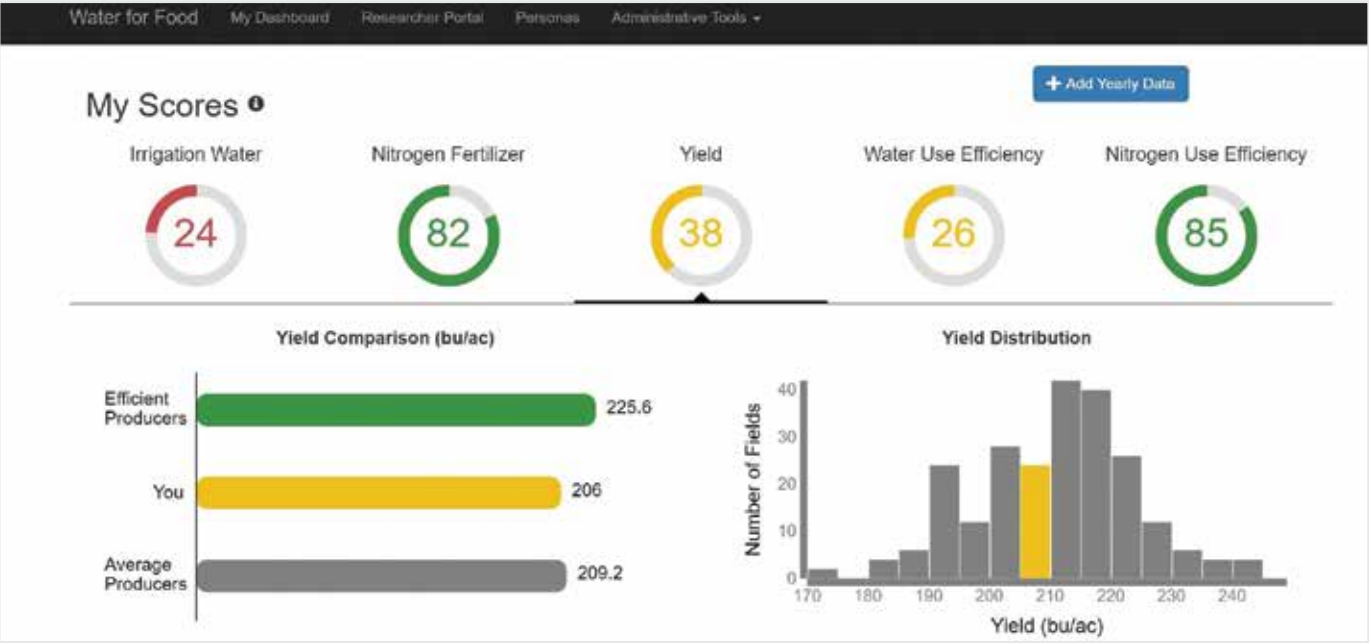 Water for Food My Dashboard Researcher Portal Personas Administrative Tools
+ Add Yearly Data
My Scores
Irrigation Water Nitrogen Fertilizer Yield Water Use Efficiency Nitrogen Use Efficiency
24 82 38 26 85
Yield Comparison (bu/ac)
Efficient
Producers
225.6
You
206
Average
Producers
209.2
Yield Distribution
Number of Fields
40
30
20
10
0
170 180 190 200 210 220 230 240
Yield (bu/ac)